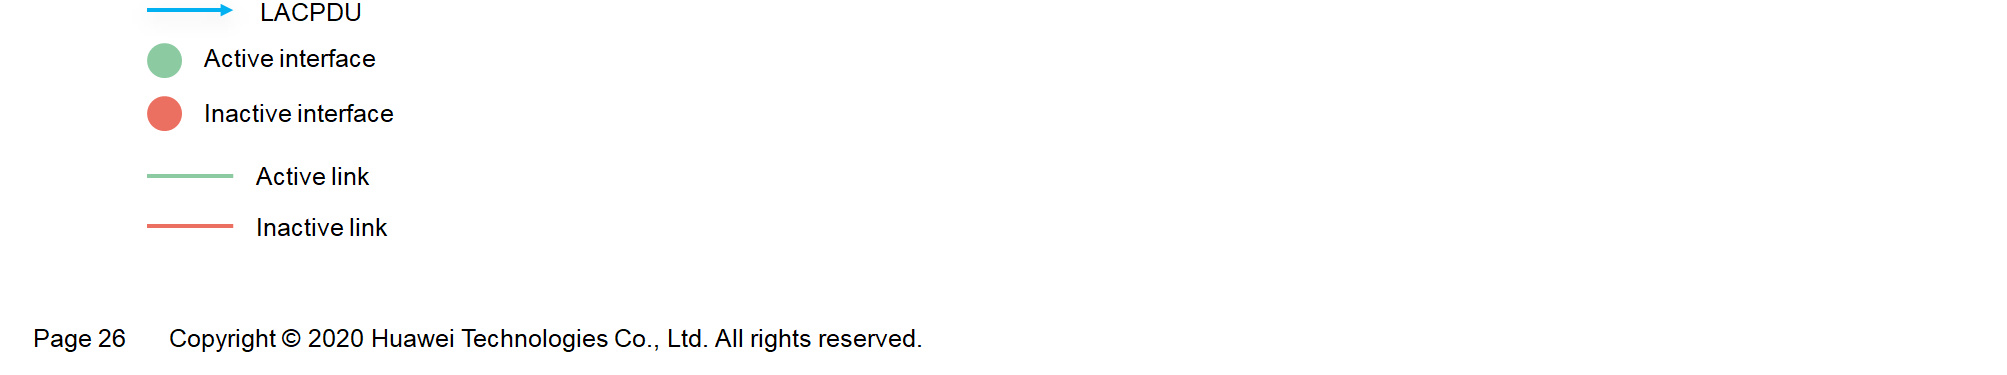 LACPDU
Active interface
Inactive interface
Active link
Inactive link
Page 26 Copyright © 2020 Huawei Technologies Co., Ltd. All rights reserved.